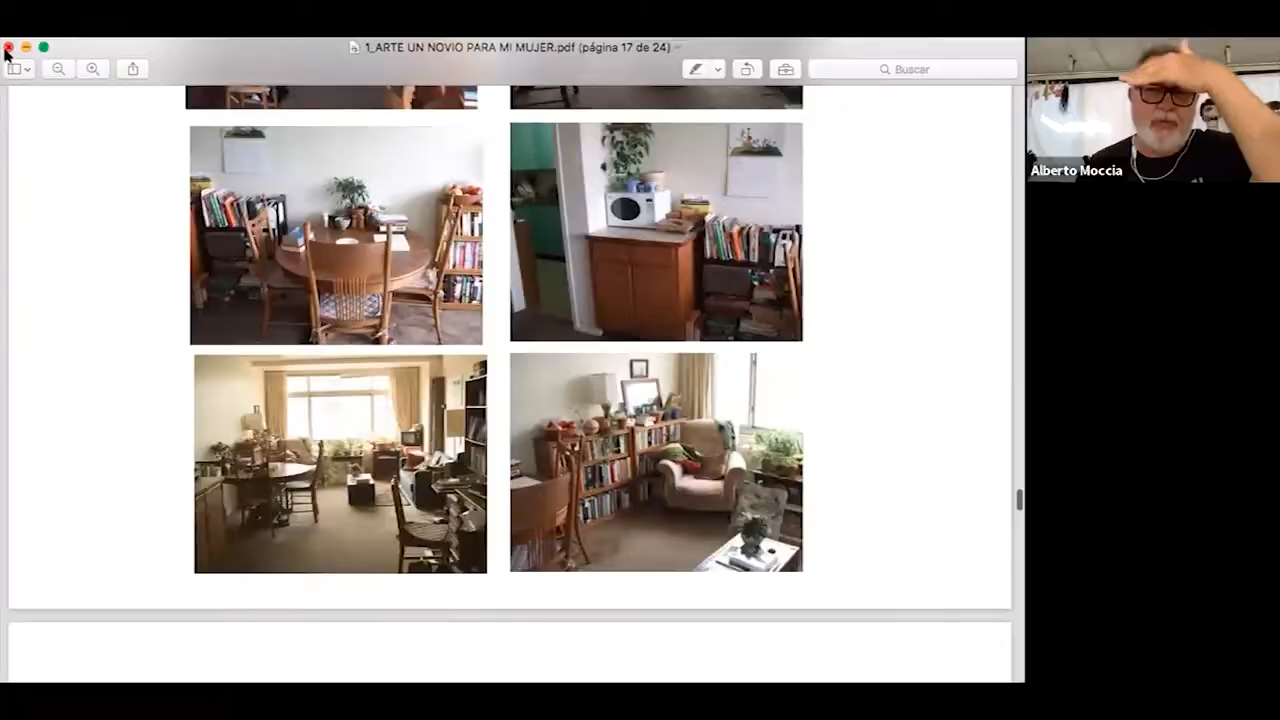 1_ARTE UN NOVIO PARA MI MUJER.pdf (página 17 de 24)
Buscar
Alberto Moccia